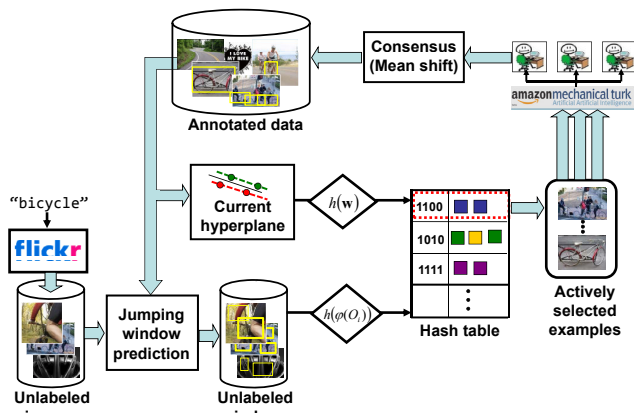 I LOVE
MY BIKE
Consensus
(Mean shift)
amazonmechanical turk
Artificial Artificial Intelligence
Annotated data
"bicycle"
flickr
Current
hyperplane
h(w)
1100
1010
1111
Hash table
Actively
selected
examples
Jumping
window
prediction
h(φ(Oᵢ))
Unlabeled
Unlabeled